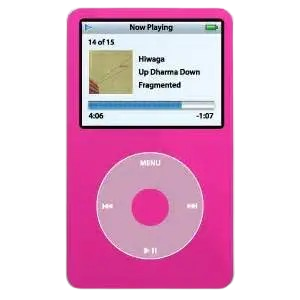 Now Playing
14 of 15
Hiwaga
Up Dharma Down
Fragmented
4:06 -1:07
MENU